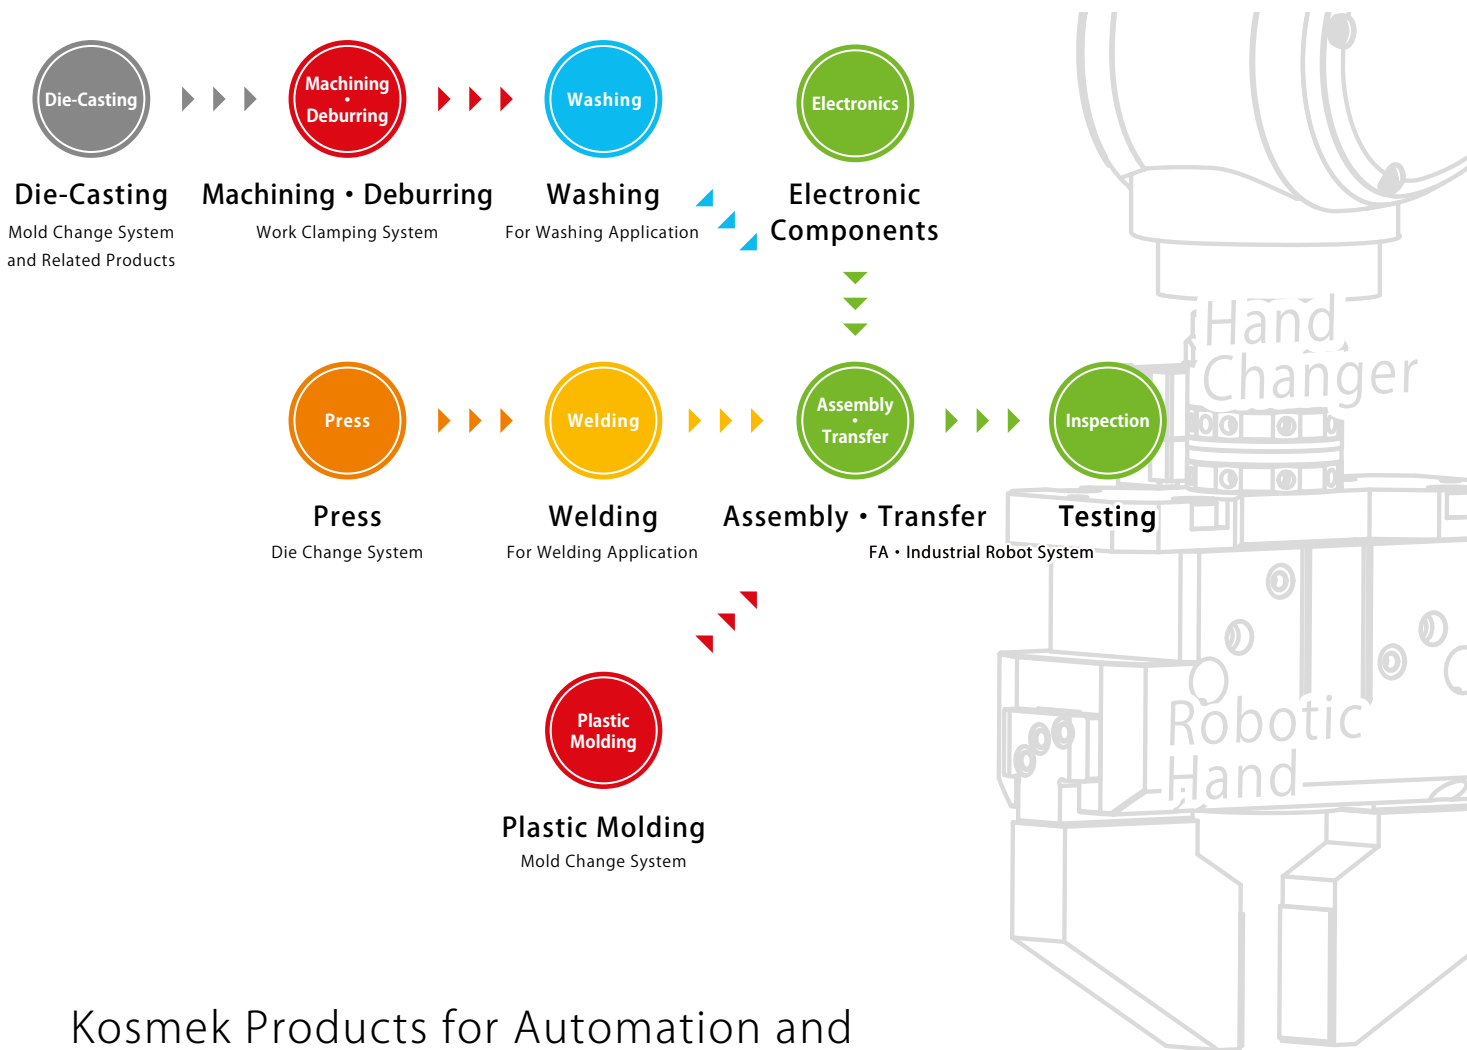 Die-Casting
Machining
・
Deburring
Washing
Electronics
Die-Casting
Mold Change System
and Related Products
Machining・Deburring
Work Clamping System
Washing
For Washing Application
Electronic
Components
Hand
Changer
Press
Welding
Assembly
・
Transfer
Inspection
Press
Die Change System
Welding
For Welding Application
Assembly・Transfer
Testing
FA・Industrial Robot System
Robotic
Hand
Plastic
Molding
Plastic Molding
Mold Change System
Kosmek Products for Automation and